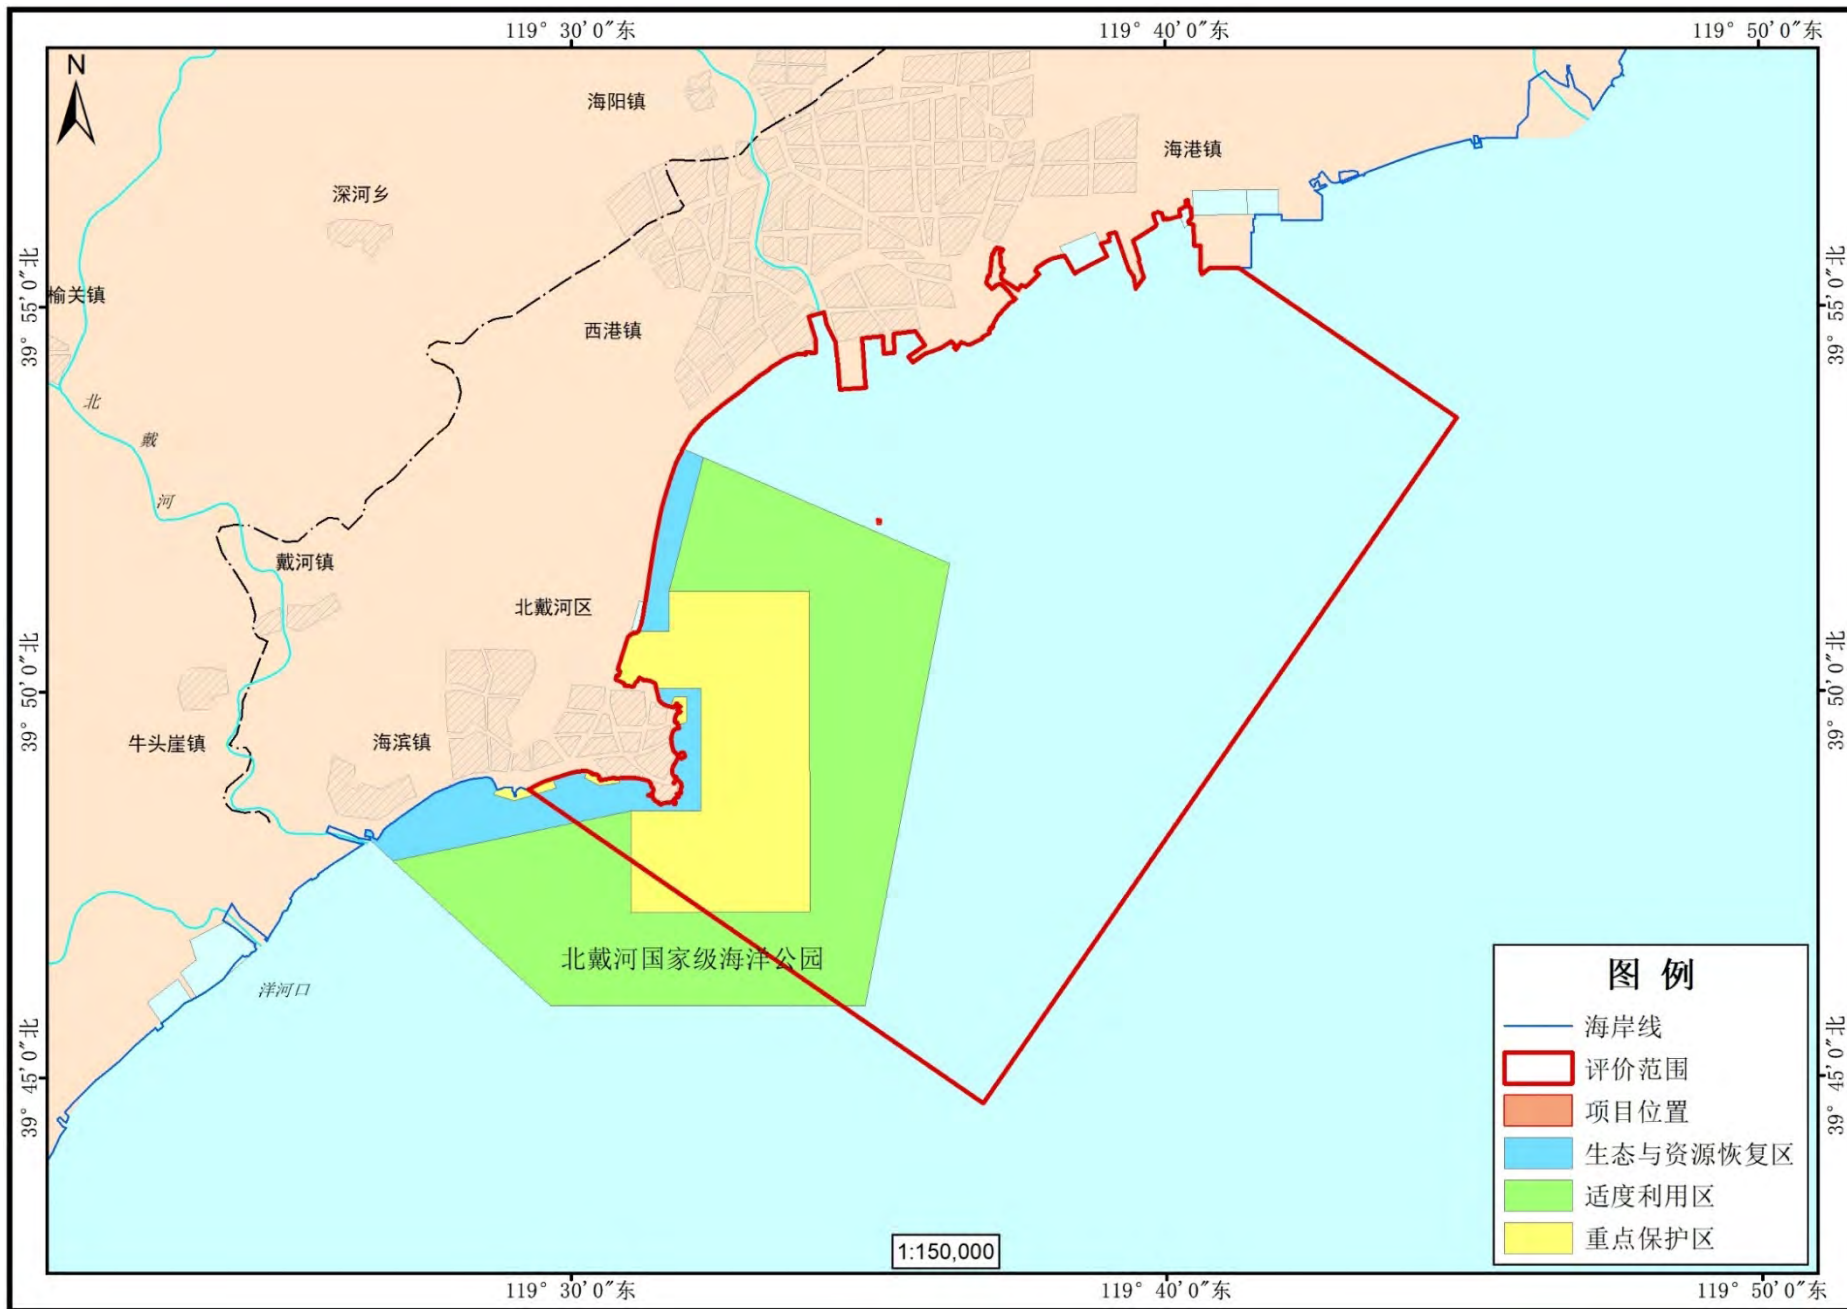 119° 30′0″东
119° 40′0″东
119° 50′0″东
N
海阳镇
海港镇
深河乡
39° 55′0″北
39° 55′0″北
榆关镇
西港镇
北
戴
河
戴河镇
北戴河区
39° 50′0″北
39° 50′0″北
牛头崖镇
海滨镇
北戴河国家级海洋公园
洋河口
39° 45′0″北
39° 45′0″北
图 例
海岸线
评价范围
项目位置
生态与资源恢复区
适度利用区
重点保护区
1:150,000
119° 30′0″东
119° 40′0″东
119° 50′0″东